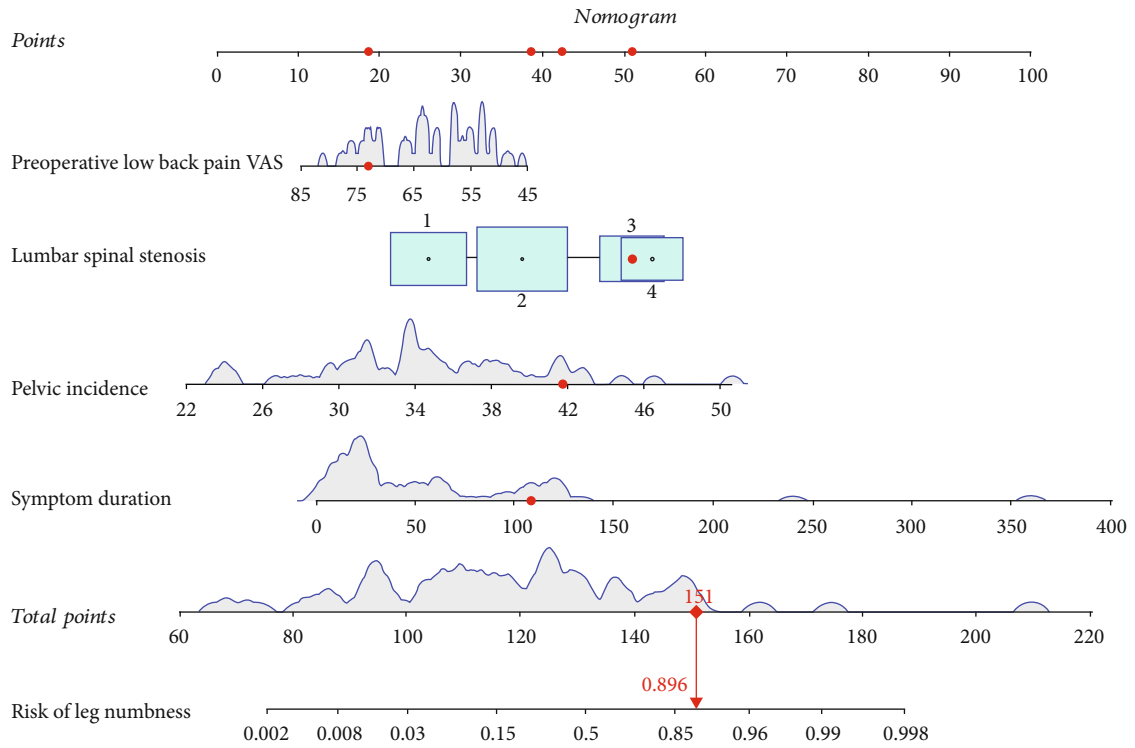 Nomogram
Points
0 10 20 30 40 50 60 70 80 90 100
Preoperative low back pain VAS
85 75 65 55 45
1 3
Lumbar spinal stenosis
2 4
Pelvic incidence
22 26 30 34 38 42 46 50
Symptom duration
0 50 100 150 200 250 300 350 400
151
Total points
60 80 100 120 140 160 180 200 220
0.896
Risk of leg numbness
0.002 0.008 0.03 0.15 0.5 0.85 0.96 0.99 0.998